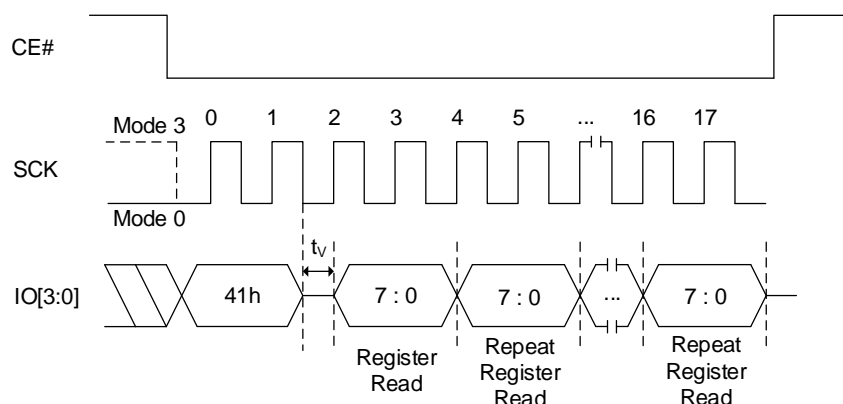 CE#
0 1 2 3 4 5 ... 16 17
Mode 3
SCK
Mode 0
tV
IO[3:0]
41h 7 : 0 7 : 0 ... 7 : 0
Register
Read
Repeat
Register
Read
Repeat
Register
Read